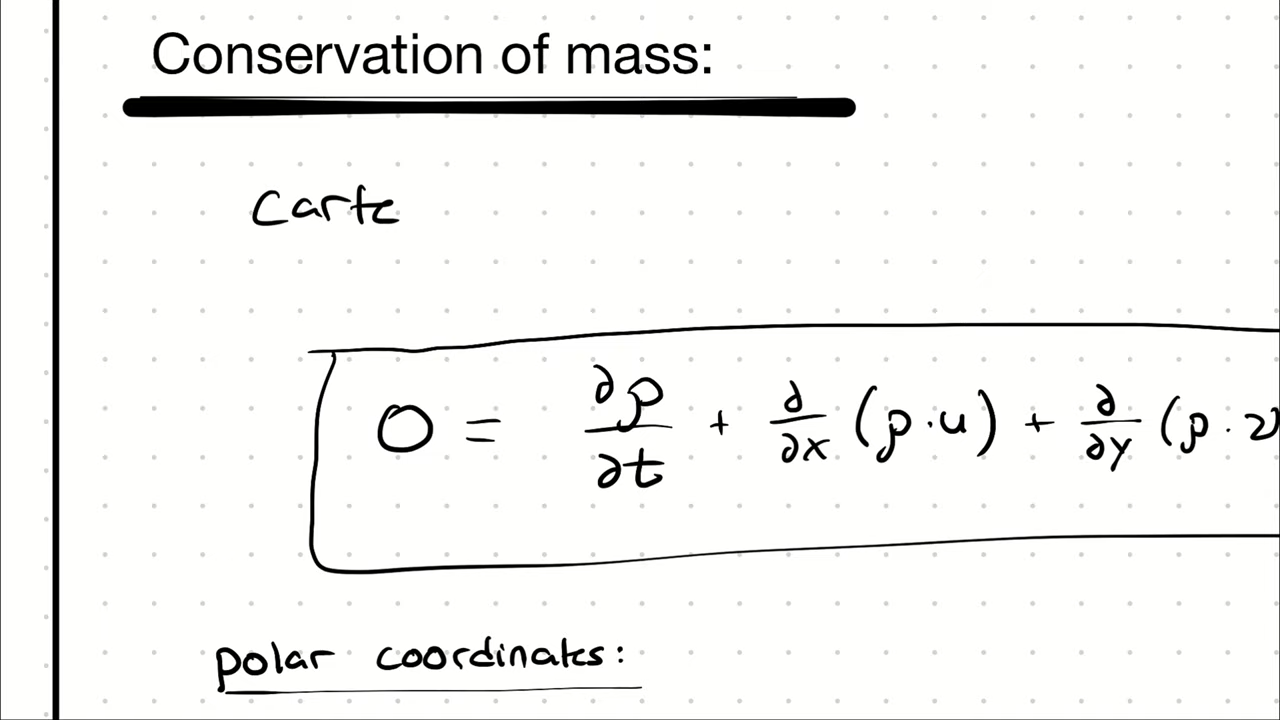 Conservation of mass:
Carte
0 = ∂ρ/∂t + ∂/∂x (ρ·u) + ∂/∂y (ρ·v
polar coordinates: